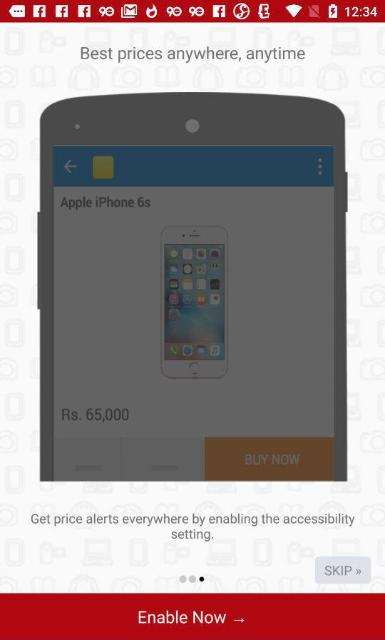 12:34
Best prices anywhere, anytime
Apple iPhone 6s
Rs. 65,000
BUY NOW
Get price alerts everywhere by enabling the accessibility
setting.
SKIP »
Enable Now →